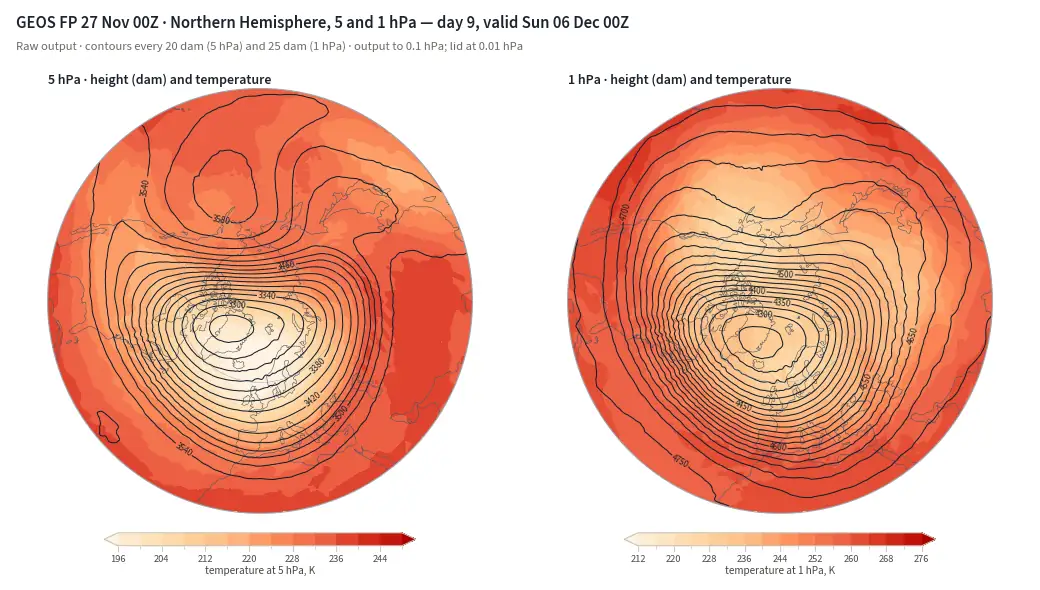 GEOS FP 27 Nov 00Z · Northern Hemisphere, 5 and 1 hPa — day 9, valid Sun 06 Dec 00Z
Raw output · contours every 20 dam (5 hPa) and 25 dam (1 hPa) · output to 0.1 hPa; lid at 0.01 hPa
5 hPa · height (dam) and temperature
1 hPa · height (dam) and temperature
3540
3580
3460
3340
3300
3380
3420
3500
3540
4700
4500
4400
4350
4300
4650
4550
4450
4600
4750
196 204 212 220 228 236 244
temperature at 5 hPa, K
212 220 228 236 244 252 260 268 276
temperature at 1 hPa, K